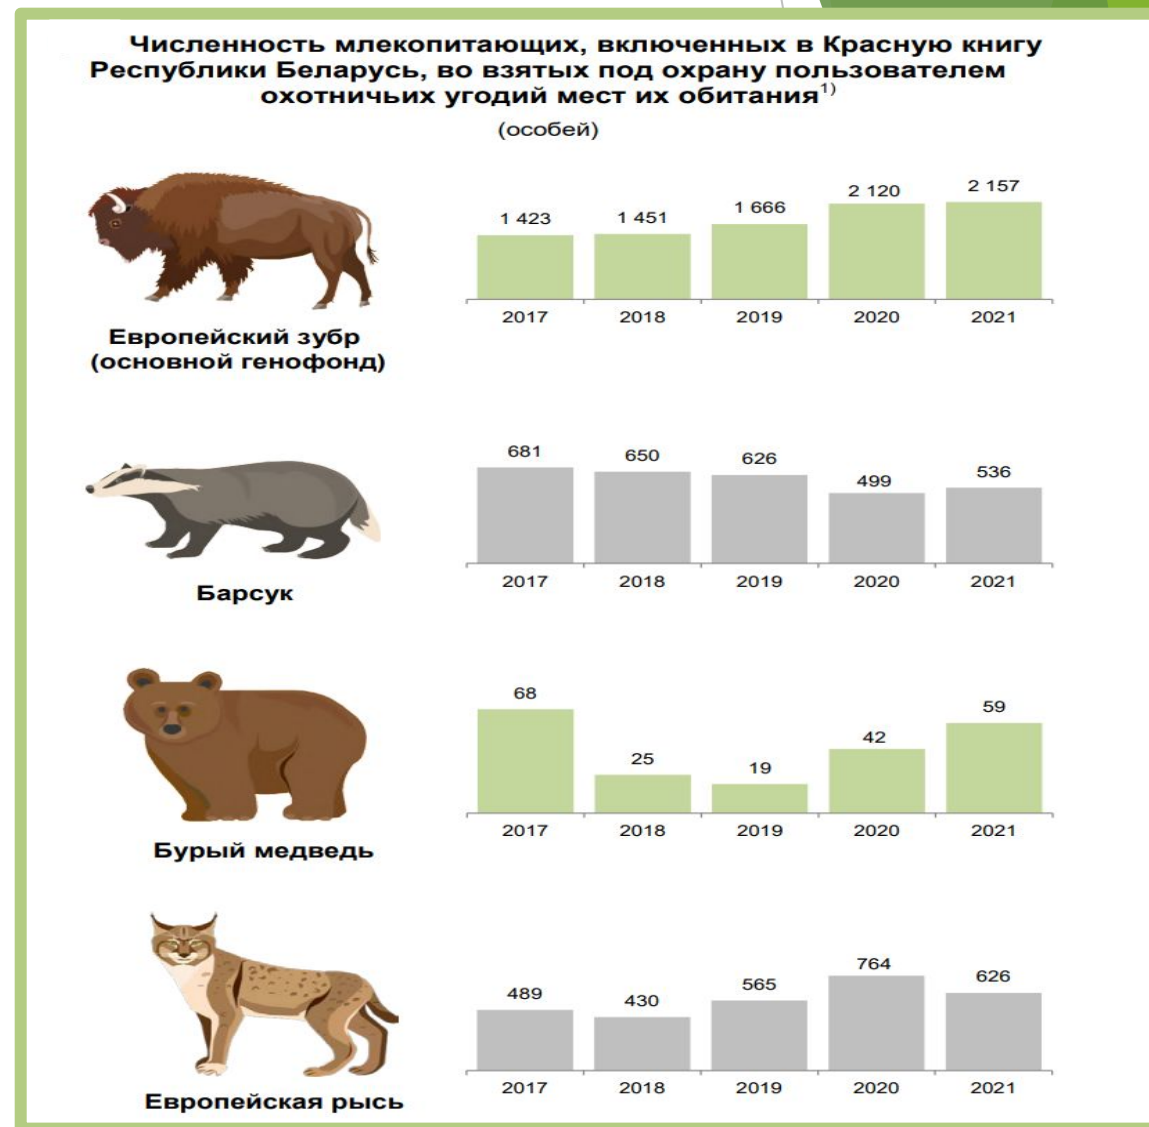 Численность млекопитающих, включенных в Красную книгу
Республики Беларусь, во взятых под охрану пользователем
охотничьих угодий мест их обитания¹⁾
(особей)
1 423 1 451 1 666 2 120 2 157
2017 2018 2019 2020 2021
Европейский зубр
(основной генофонд)
681 650 626 499 536
2017 2018 2019 2020 2021
Барсук
68 25 19 42 59
2017 2018 2019 2020 2021
Бурый медведь
489 430 565 764 626
2017 2018 2019 2020 2021
Европейская рысь